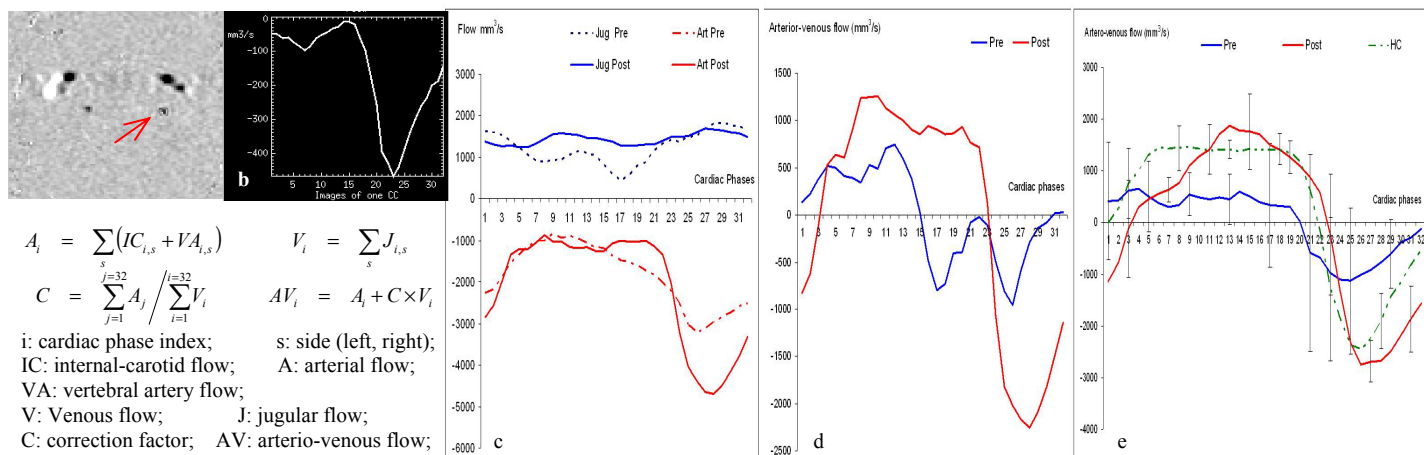 0
mm3/s
-100
-200
-300
-400
5 10 15 20 25 30
Images of one CC
b
A_i = ∑_s (IC_{i,s} + VA_{i,s}) V_i = ∑_s J_{i,s}
C = ∑_{j=1}^{j=32} A_j / ∑_{i=1}^{i=32} V_i AV_i = A_i + C × V_i
i: cardiac phase index; s: side (left, right);
IC: internal-carotid flow; A: arterial flow;
VA: vertebral artery flow;
V: Venous flow; J: jugular flow;
C: correction factor; AV: arterio-venous flow;
Flow mm³/s
Jug Pre Art Pre
Jug Post Art Post
3000
2000
1000
0
-1000
-2000
-3000
-4000
-5000
-6000
Cardiac Phases
1 3 5 7 9 11 13 15 17 19 21 23 25 27 29 31
c
Arterior-venous flow (mm³/s)
Pre Post
1500
1000
500
0
-500
-1000
-1500
-2000
-2500
Cardiac phases
1 3 5 7 9 11 13 15 17 19 21 23 25 27 29 31
d
Artero-venous flow (mm³/s)
Pre Post HC
3000
2000
1000
0
-1000
-2000
-3000
-4000
Cardiac phases
1 2 3 4 5 6 7 8 9 10 11 12 13 14 15 16 17 18 19 20 21 22 23 24 25 26 27 28 29 30 31 32
e